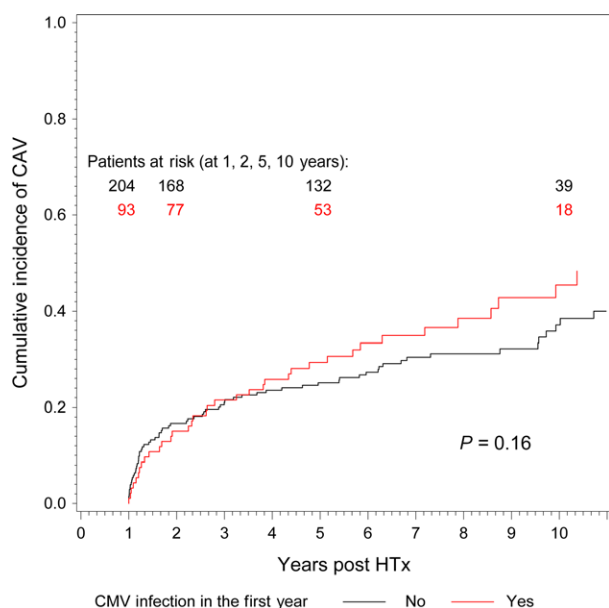 1.0
0.8
Patients at risk (at 1, 2, 5, 10 years):
204 168 132 39
93 77 53 18
0.6
0.4
0.2
0.0
P = 0.16
0 1 2 3 4 5 6 7 8 9 10
Years post HTx
Cumulative incidence of CAV
CMV infection in the first year No Yes